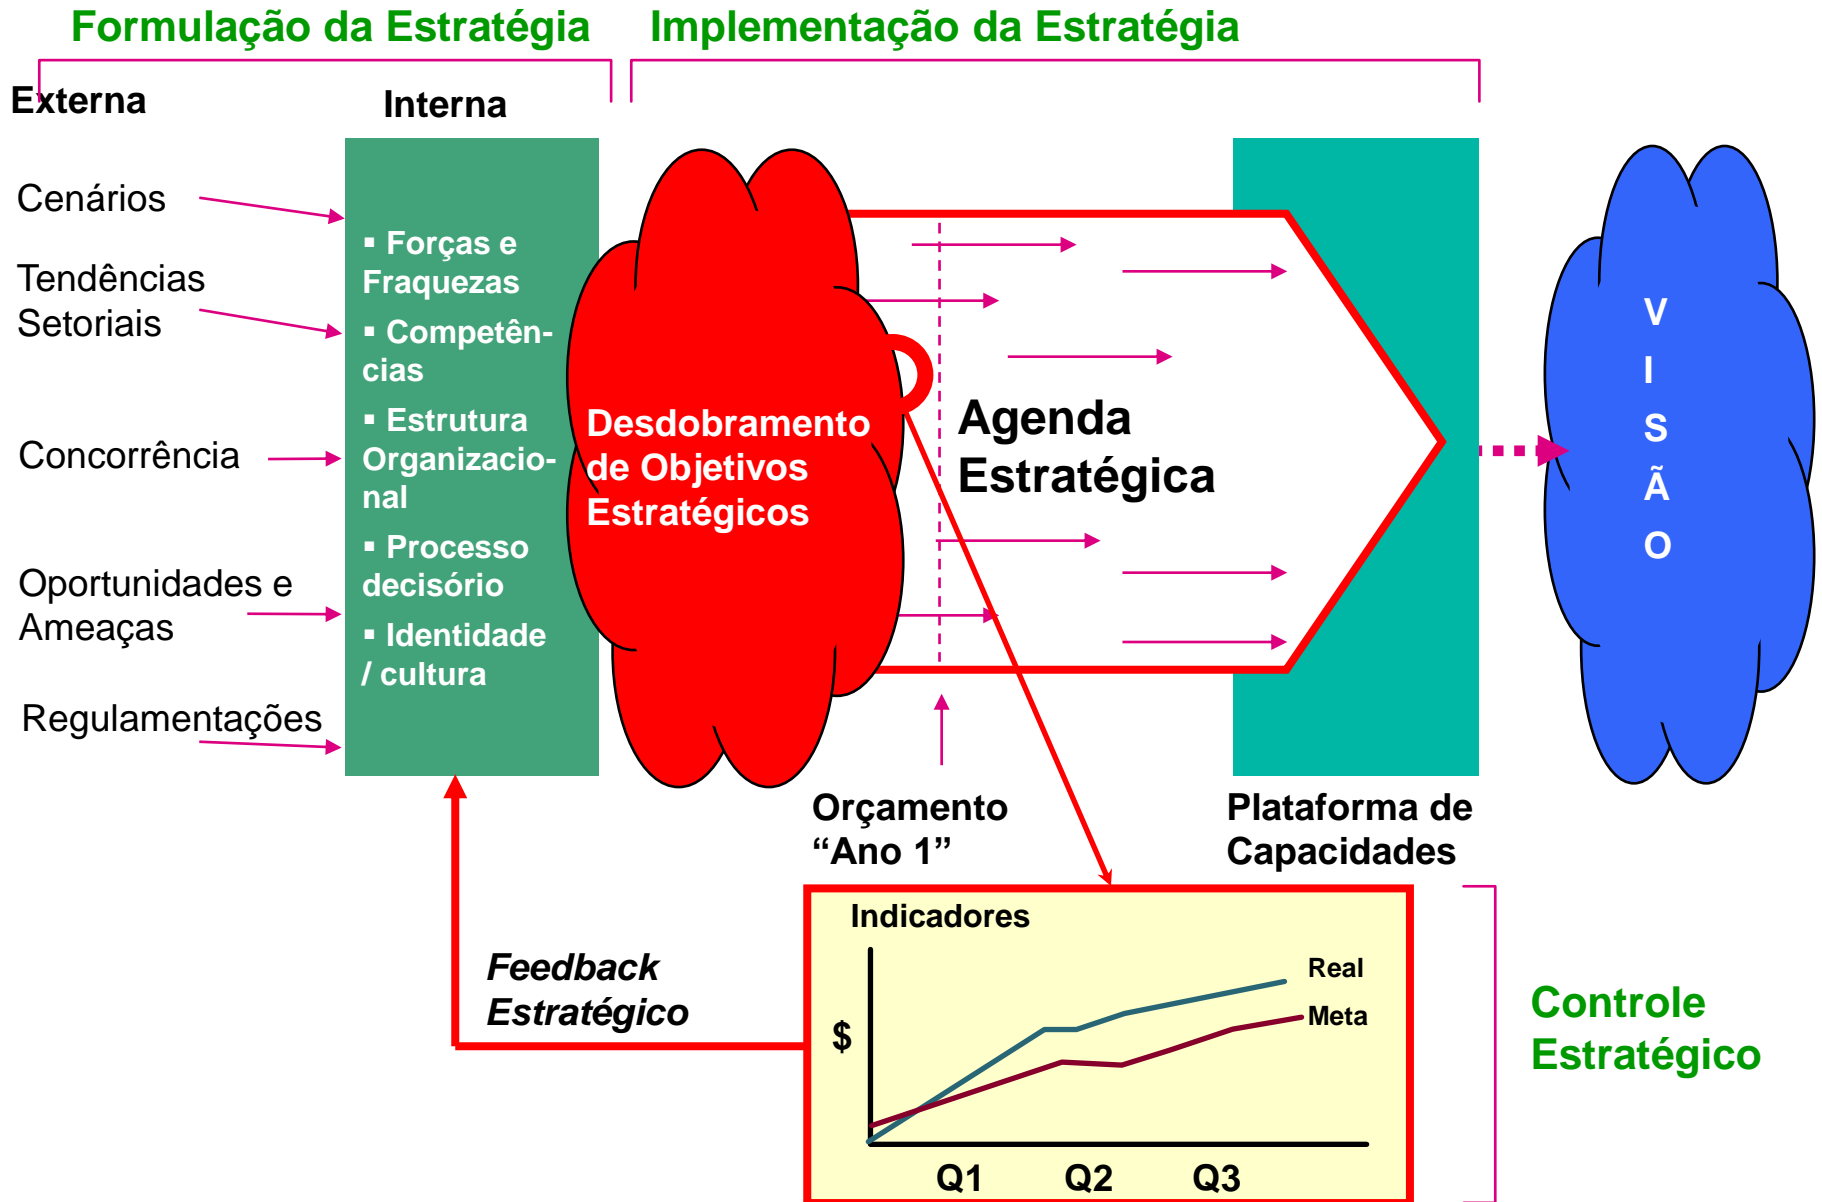 Formulação da Estratégia
Implementação da Estratégia
Externa
Interna
Cenários
Tendências
Setoriais
Concorrência
Oportunidades e
Ameaças
Regulamentações
▪ Forças e
Fraquezas
▪ Competên-
cias
▪ Estrutura
Organizacio-
nal
▪ Processo
decisório
▪ Identidade
/ cultura
Desdobramento
de Objetivos
Estratégicos
Agenda
Estratégica
V
I
S
Ã
O
Orçamento
“Ano 1”
Plataforma de
Capacidades
Feedback
Estratégico
Indicadores
Real
Meta
$
Q1
Q2
Q3
Controle
Estratégico